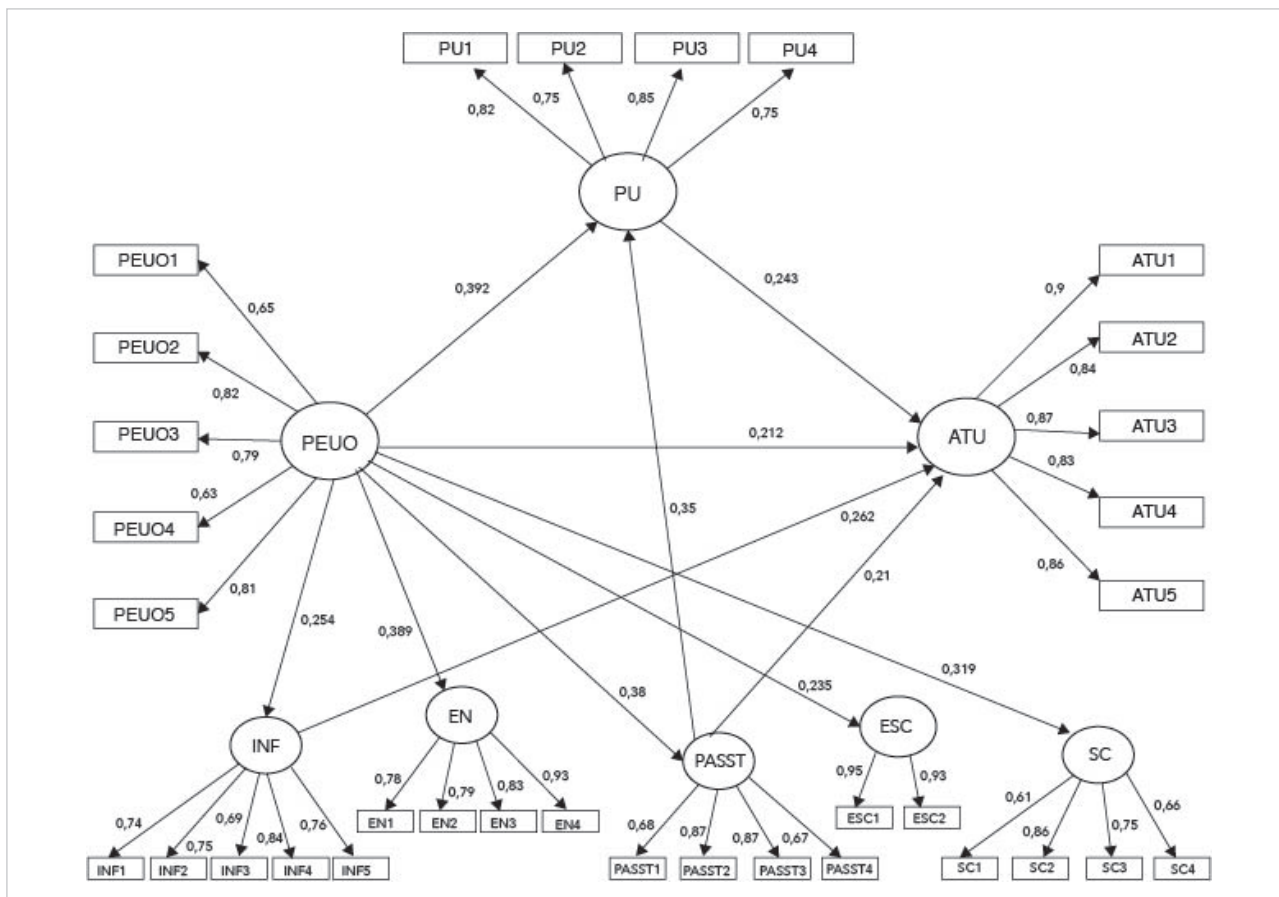 PU1 PU2 PU3 PU4
0,82 0,75 0,85 0,75
PU
PEUO1
ATU1
0,392
0,243
0,9
0,65
PEUO2
ATU2
0,82
0,84
PEUO3
PEUO
0,212
ATU
0,87
ATU3
0,79
0,83
0,63
PEUO4
0,35
0,262
ATU4
0,21
0,86
0,81
PEUO5
ATU5
0,254
0,389
0,319
0,38
0,235
INF
EN
PASST
ESC
SC
0,78 0,79 0,83 0,93
0,95 0,93
EN1 EN2 EN3 EN4
ESC1 ESC2
0,74 0,75 0,69 0,84 0,76
0,68 0,87 0,87 0,67
0,61 0,86 0,75 0,66
INF1 INF2 INF3 INF4 INF5
PASST1 PASST2 PASST3 PASST4
SC1 SC2 SC3 SC4